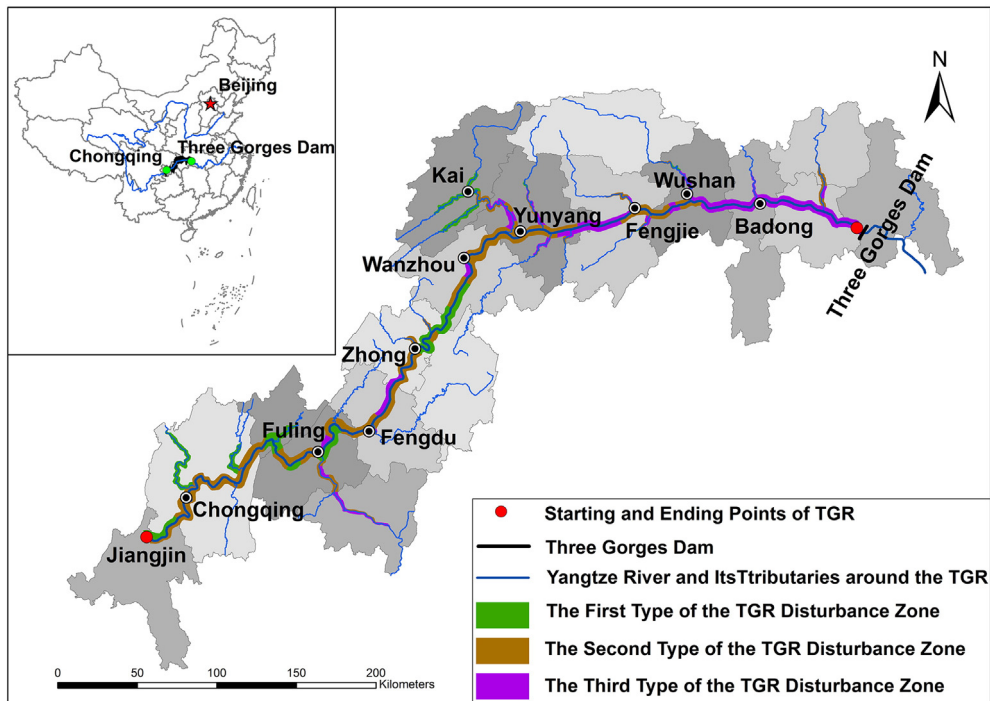 Beijing
Chongqing
Three Gorges Dam
N
Kai
Wushan
Yunyang
Fengjie
Badong
Three Gorges Dam
Wanzhou
Zhong
Fuling
Fengdu
Chongqing
Jiangjin
Starting and Ending Points of TGR
Three Gorges Dam
Yangtze River and ItsTtributaries around the TGR
The First Type of the TGR Disturbance Zone
The Second Type of the TGR Disturbance Zone
The Third Type of the TGR Disturbance Zone
0 50 100 150 200
Kilometers